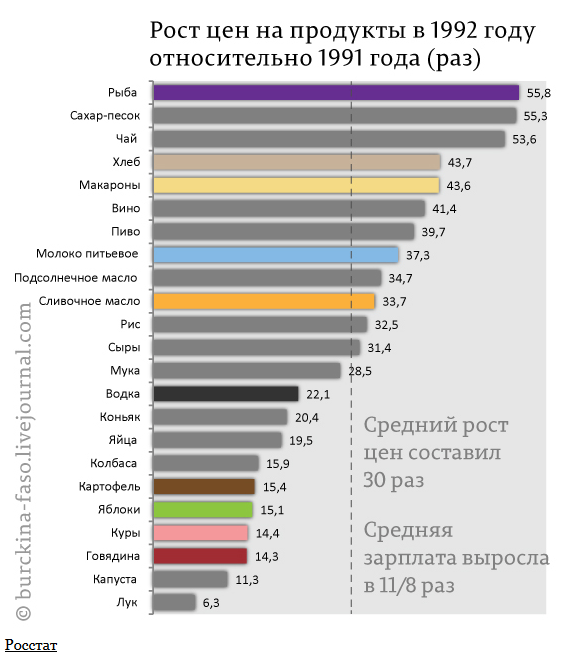 Рост цен на продукты в 1992 году
относительно 1991 года (раз)
Рыба 55,8
Сахар-песок 55,3
Чай 53,6
Хлеб 43,7
Макароны 43,6
Вино 41,4
Пиво 39,7
Молоко питьевое 37,3
Подсолнечное масло 34,7
Сливочное масло 33,7
Рис 32,5
Сыры 31,4
Мука 28,5
Водка 22,1
Коньяк 20,4
Яйца 19,5
Колбаса 15,9
Картофель 15,4
Яблоки 15,1
Куры 14,4
Говядина 14,3
Капуста 11,3
Лук 6,3
Средний рост
цен составил
30 раз
Средняя
зарплата выросла
в 11/8 раз
© burckina-faso.livejournal.com
Росстат